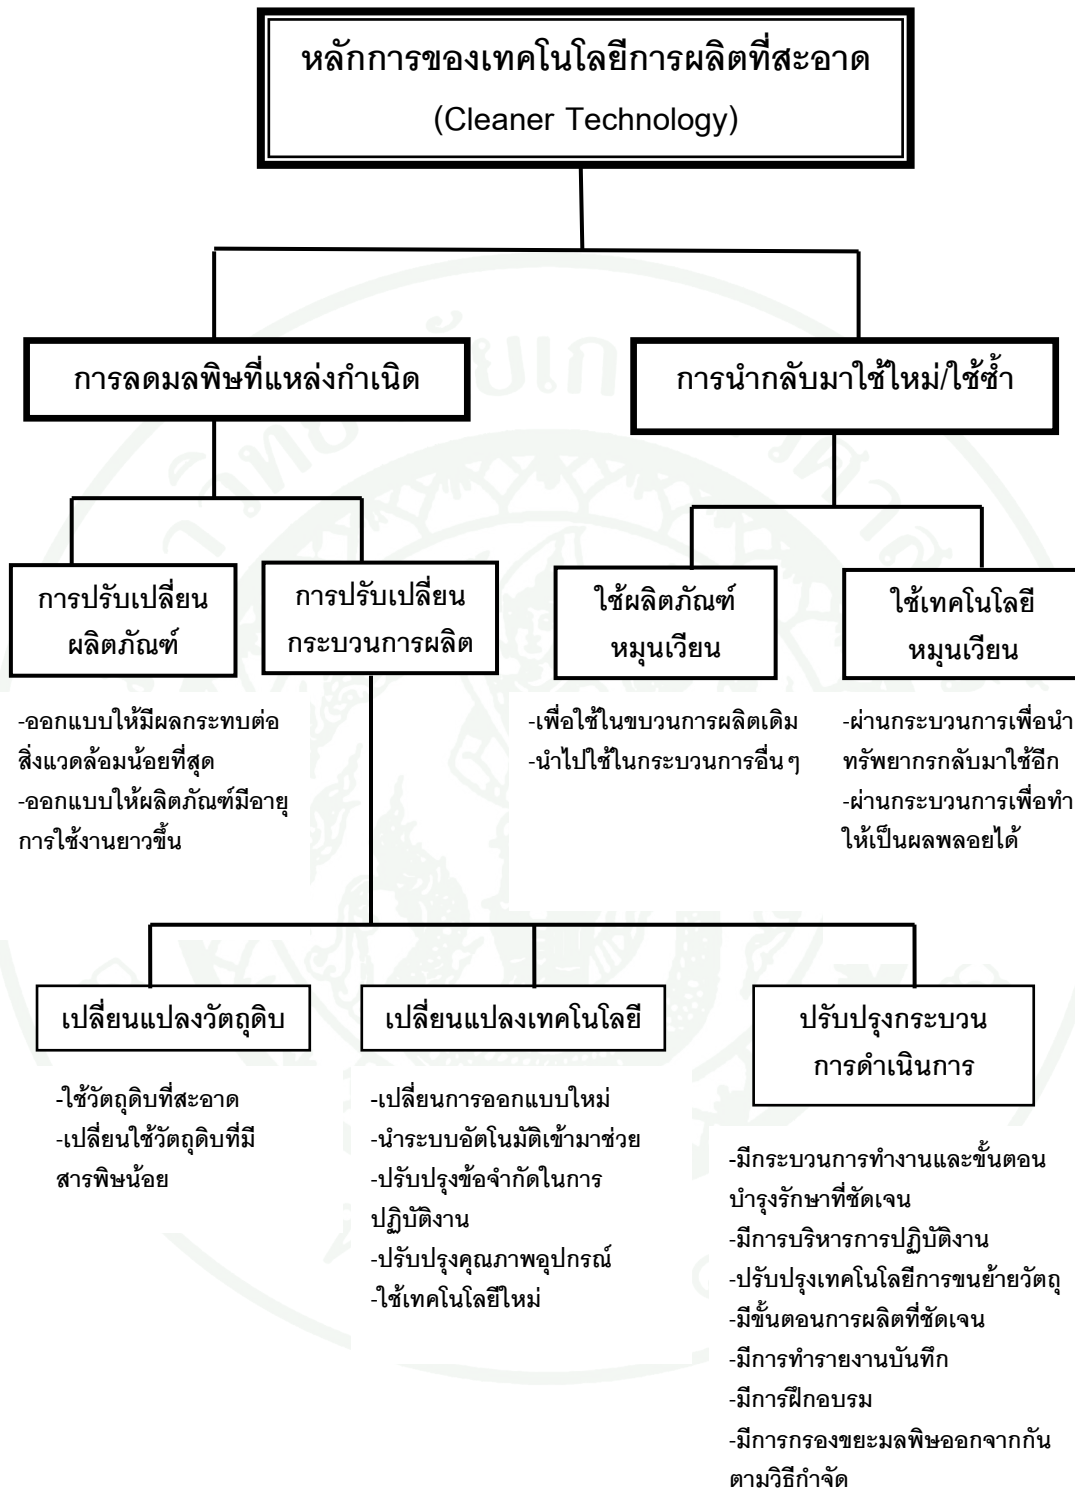 หลักการของเทคโนโลยีการผลิตที่สะอาด
(Cleaner Technology)
การลดมลพิษที่แหล่งกำเนิด
การนำกลับมาใช้ใหม่/ใช้ซ้ำ
การปรับเปลี่ยน
ผลิตภัณฑ์
การปรับเปลี่ยน
กระบวนการผลิต
ใช้ผลิตภัณฑ์
หมุนเวียน
ใช้เทคโนโลยี
หมุนเวียน
-ออกแบบให้มีผลกระทบต่อ
สิ่งแวดล้อมน้อยที่สุด
-ออกแบบให้ผลิตภัณฑ์มีอายุ
การใช้งานยาวขึ้น
-เพื่อใช้ในขบวนการผลิตเดิม
-นำไปใช้ในกระบวนการอื่น ๆ
-ผ่านกระบวนการเพื่อนำ
ทรัพยากรกลับมาใช้อีก
-ผ่านกระบวนการเพื่อทำ
ให้เป็นผลพลอยได้
เปลี่ยนแปลงวัตถุดิบ
เปลี่ยนแปลงเทคโนโลยี
ปรับปรุงกระบวน
การดำเนินการ
-ใช้วัตถุดิบที่สะอาด
-เปลี่ยนใช้วัตถุดิบที่มี
สารพิษน้อย
-เปลี่ยนการออกแบบใหม่
-นำระบบอัตโนมัติเข้ามาช่วย
-ปรับปรุงข้อจำกัดในการ
ปฏิบัติงาน
-ปรับปรุงคุณภาพอุปกรณ์
-ใช้เทคโนโลยีใหม่
-มีกระบวนการทำงานและขั้นตอน
บำรุงรักษาที่ชัดเจน
-มีการบริหารการปฏิบัติงาน
-ปรับปรุงเทคโนโลยีการขนย้ายวัตถุ
-มีขั้นตอนการผลิตที่ชัดเจน
-มีการทำรายงานบันทึก
-มีการฝึกอบรม
-มีการกรองขยะมลพิษออกจากกัน
ตามวิธีกำจัด